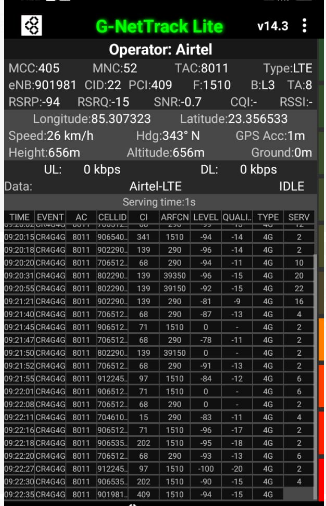 G-NetTrack Lite v14.3
Operator: Airtel
MCC:405 MNC:52 TAC:8011 Type:LTE
eNB:901981 CID:22 PCI:409 F:1510 B:L3 TA:8
RSRP:-94 RSRQ:-15 SNR:-0.7 CQI:- RSSI:-
Longitude:85.307323 Latitude:23.356533
Speed:26 km/h Hdg:343° N GPS Acc:1m
Height:656m Altitude:656m Ground:0m
UL: 0 kbps DL: 0 kbps
Data: Airtel-LTE IDLE
Serving time:1s
TIME EVENT AC CELLID CI ARFCN LEVEL QUALI.. TYPE SERV
09:20:15 CR4G4G 8011 906540.. 341 1510 -94 -14 4G 2
09:20:18 CR4G4G 8011 902290.. 139 290 -96 -14 4G 2
09:20:20 CR4G4G 8011 706512.. 68 290 -94 -11 4G 10
09:20:31 CR4G4G 8011 802290.. 139 39350 -96 -15 4G 20
09:20:55 CR4G4G 8011 802290.. 139 39150 -92 -15 4G 22
09:21:18 CR4G4G 8011 902290.. 139 290 -81 -9 4G 16
09:21:40 CR4G4G 8011 706512.. 68 290 -87 -13 4G 4
09:21:45 CR4G4G 8011 906512.. 71 1510 0 - 4G 2
09:21:47 CR4G4G 8011 706512.. 68 290 -78 -11 4G 2
09:21:50 CR4G4G 8011 802290.. 139 39150 0 - 4G 2
09:21:52 CR4G4G 8011 706512.. 68 290 -91 -13 4G 2
09:21:55 CR4G4G 8011 912245.. 97 1510 -84 -12 4G 6
09:22:01 CR4G4G 8011 906512.. 71 1510 0 - 4G 6
09:22:08 CR4G4G 8011 706512.. 68 290 0 - 4G 2
09:22:11 CR4G4G 8011 704610.. 15 290 -83 -11 4G 4
09:22:16 CR4G4G 8011 906512.. 71 1510 -96 -17 4G 2
09:22:18 CR4G4G 8011 906535.. 202 1510 -95 -18 4G 2
09:22:20 CR4G4G 8011 706512.. 68 290 -93 -13 4G 6
09:22:27 CR4G4G 8011 912245.. 97 1510 -100 -20 4G 2
09:22:30 CR4G4G 8011 906535.. 202 1510 -90 -15 4G 4
09:22:35 CR4G4G 8011 901981.. 409 1510 -94 -15 4G